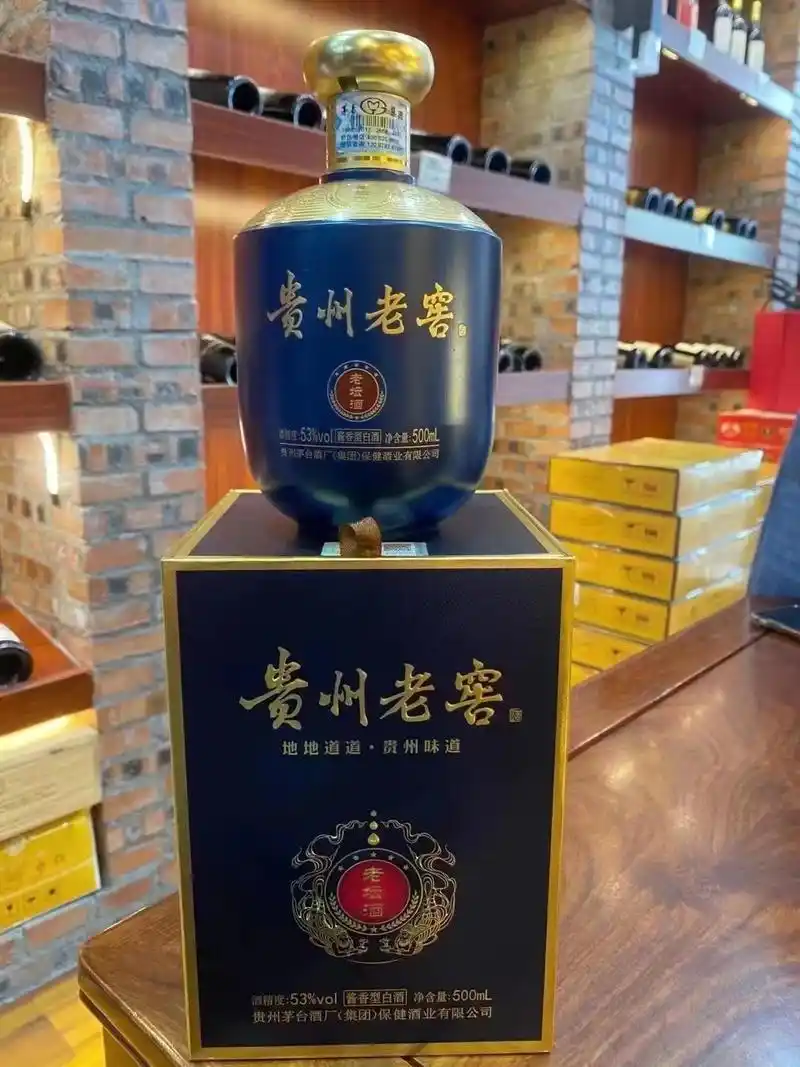 貴州老窖
老坛酒
酒精度:53%vol 酱香型白酒 净含量:500mL
贵州茅台酒厂(集团)保健酒业有限公司
貴州老窖
地地道道·贵州味道
老坛酒
酒精度:53%vol 酱香型白酒 净含量:500mL
贵州茅台酒厂(集团)保健酒业有限公司